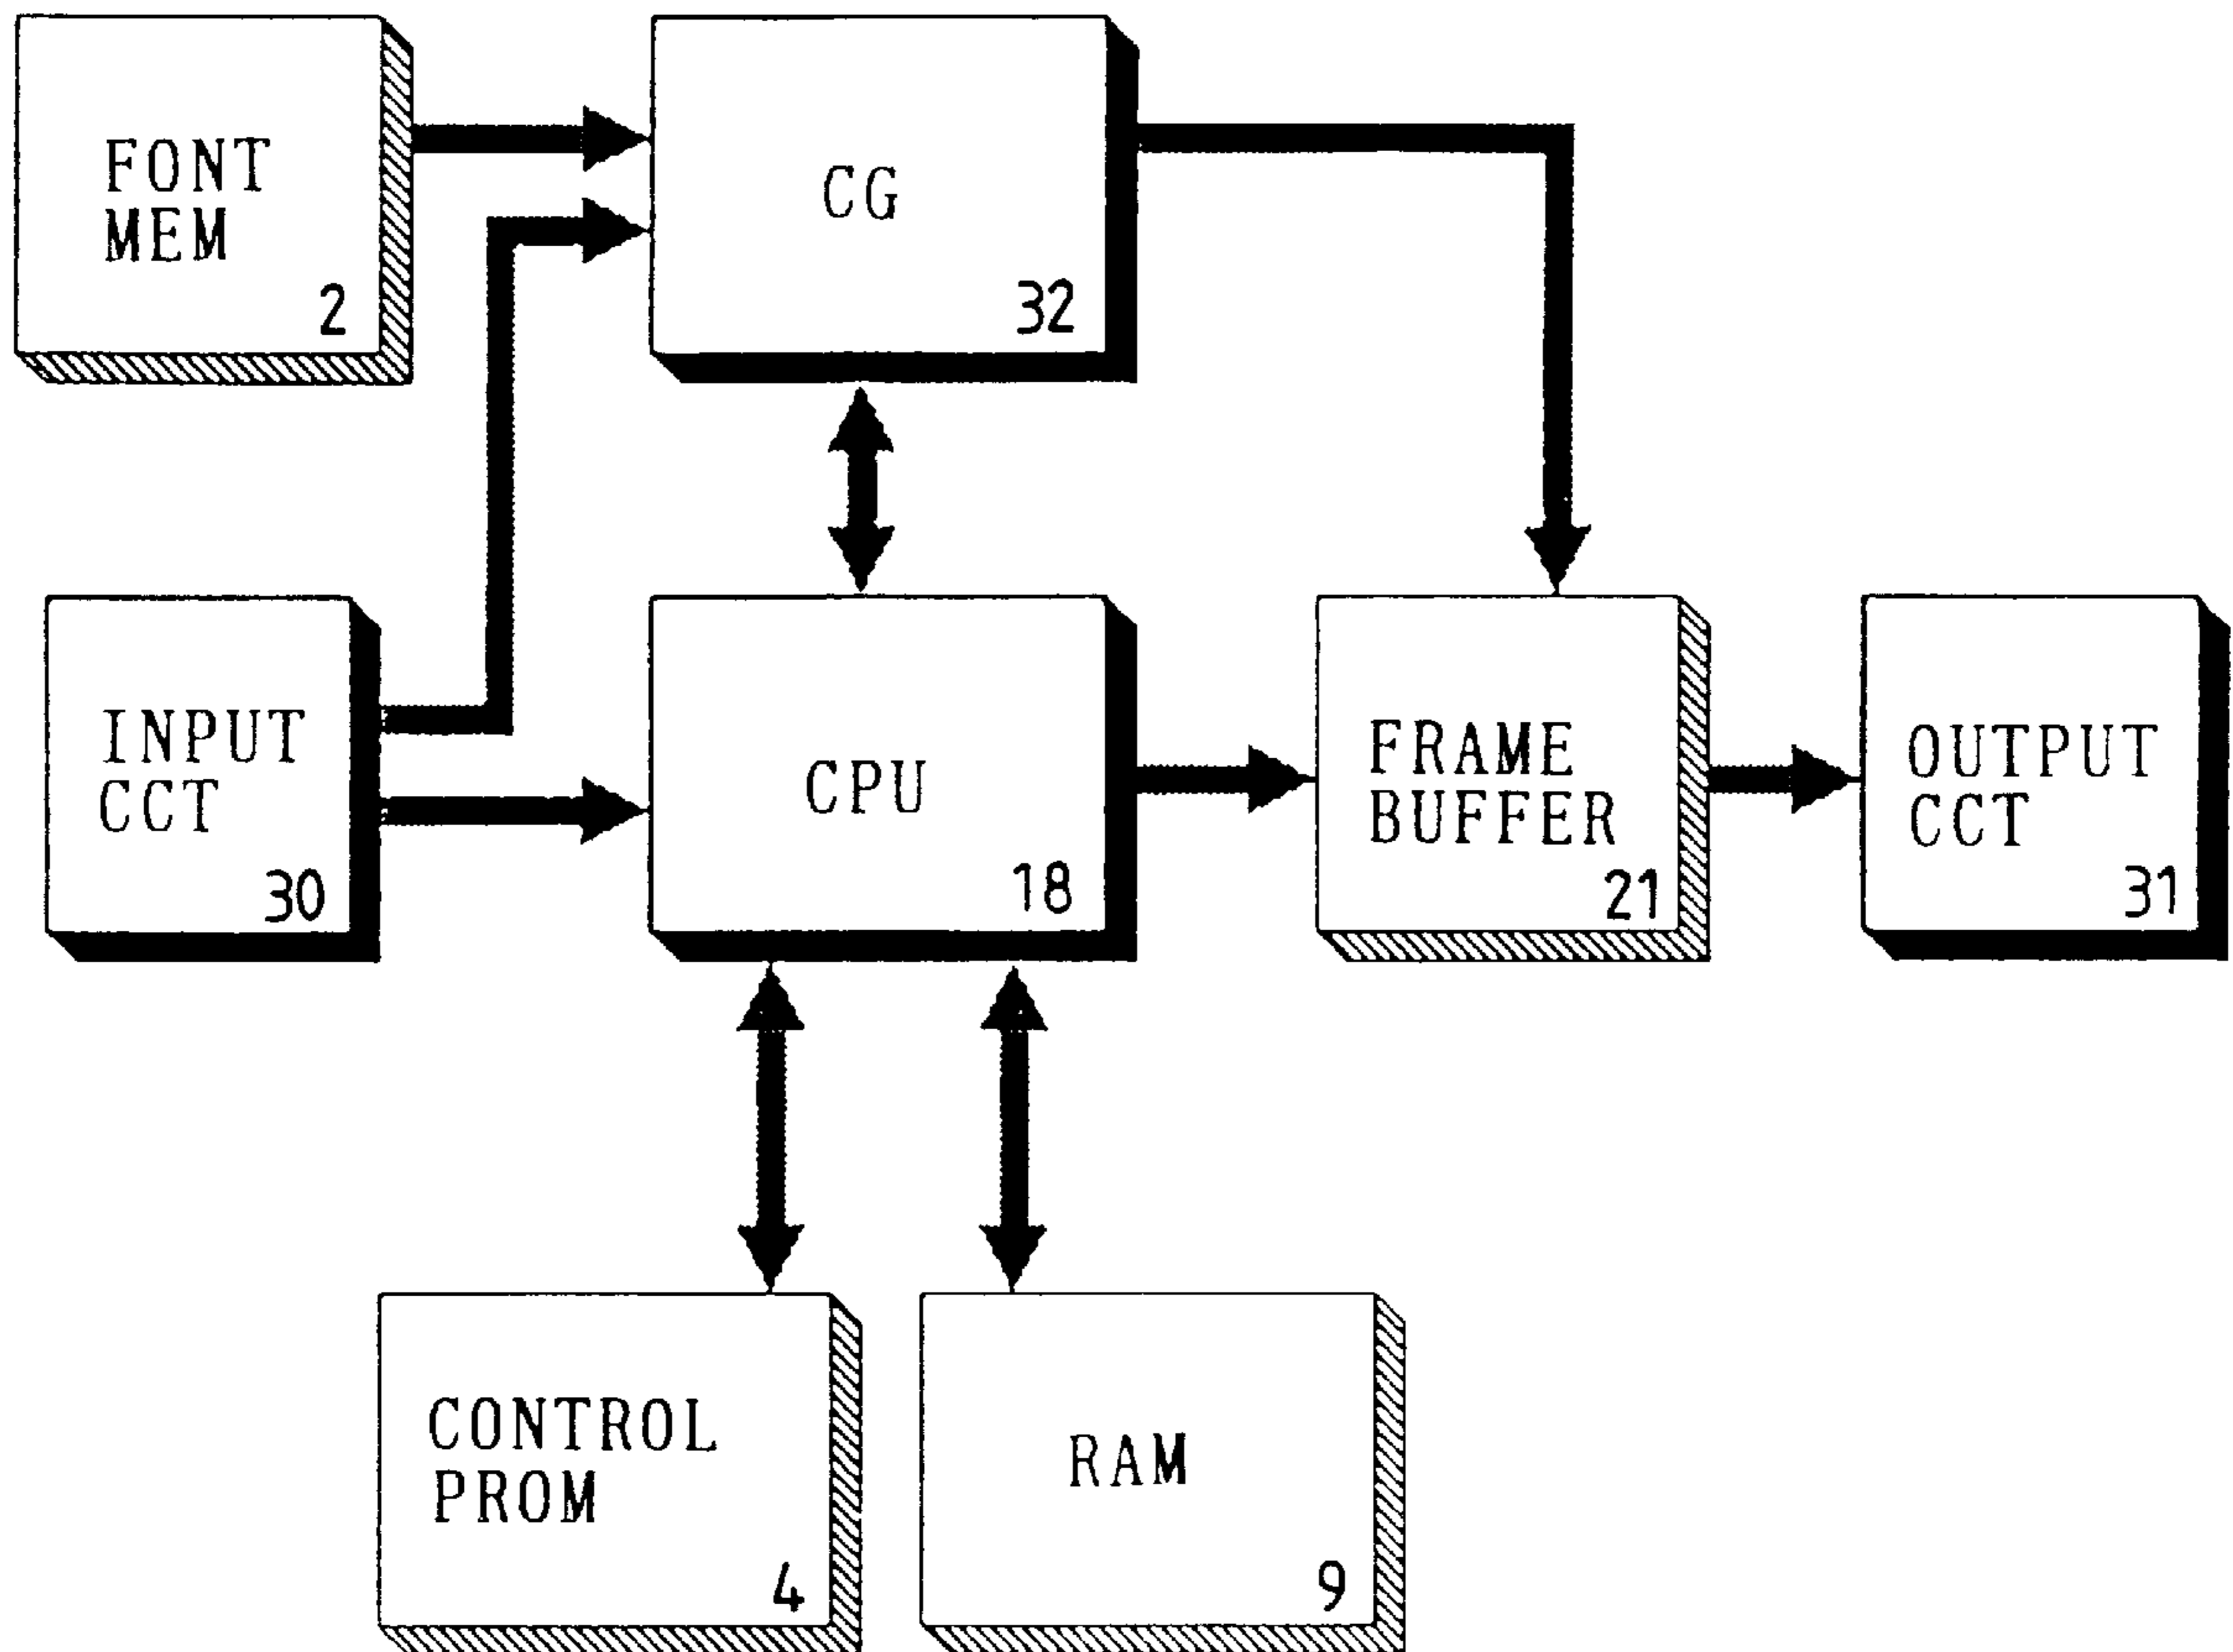 FONT
MEM
2
CG
32
INPUT
CCT
30
CPU
18
FRAME
BUFFER
21
OUTPUT
CCT
31
CONTROL
PROM
4
RAM
9